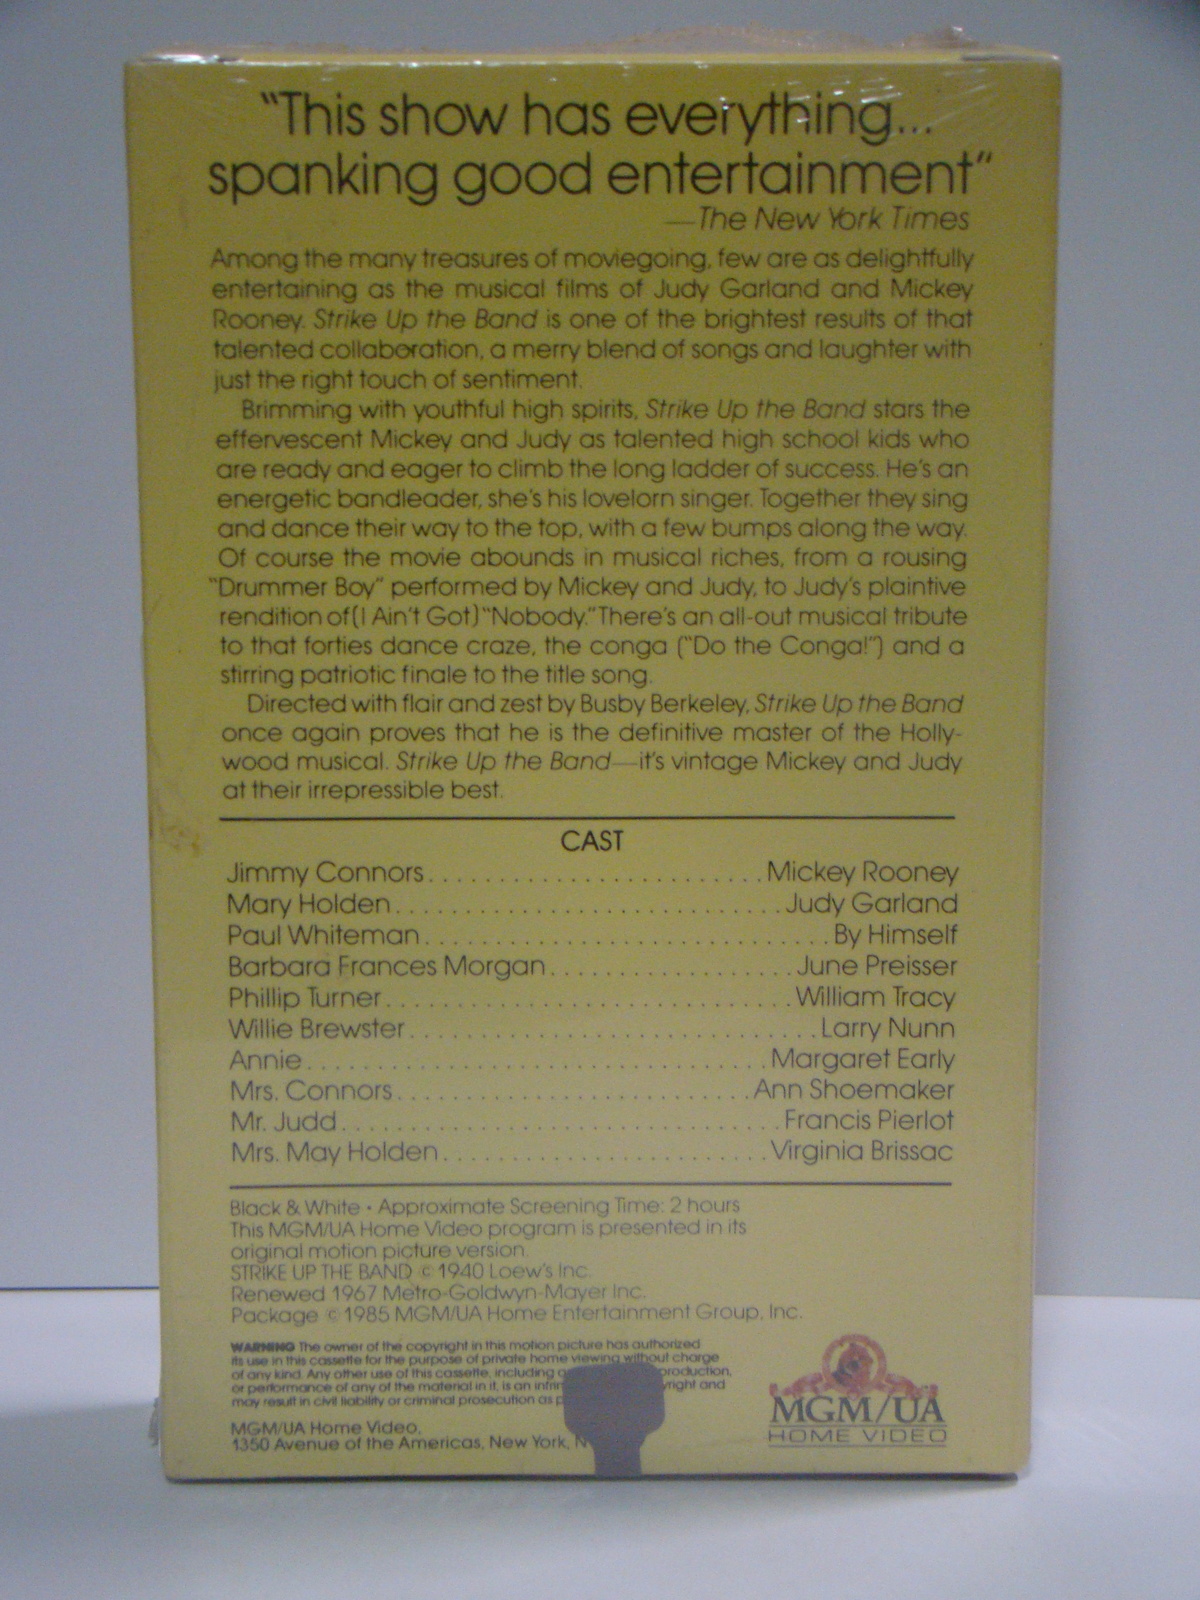 "This show has everything...
spanking good entertainment"
—The New York Times
Among the many treasures of moviegoing, few are as delightfully
entertaining as the musical films of Judy Garland and Mickey
Rooney. Strike Up the Band is one of the brightest results of that
talented collaboration, a merry blend of songs and laughter with
just the right touch of sentiment.
Brimming with youthful high spirits, Strike Up the Band stars the
effervescent Mickey and Judy as talented high school kids who
are ready and eager to climb the long ladder of success. He's an
energetic bandleader, she's his lovelorn singer. Together they sing
and dance their way to the top, with a few bumps along the way.
Of course the movie abounds in musical riches, from a rousing
"Drummer Boy" performed by Mickey and Judy, to Judy's plaintive
rendition of (I Ain't Got) "Nobody." There's an all-out musical tribute
to that forties dance craze, the conga ("Do the Conga!") and a
stirring patriotic finale to the title song.
Directed with flair and zest by Busby Berkeley, Strike Up the Band
once again proves that he is the definitive master of the Holly-
wood musical. Strike Up the Band—it's vintage Mickey and Judy
at their irrepressible best.
CAST
Jimmy Connors........................Mickey Rooney
Mary Holden............................Judy Garland
Paul Whiteman.............................By Himself
Barbara Frances Morgan..................June Preisser
Phillip Turner.............................William Tracy
Willie Brewster.............................Larry Nunn
Annie.................................Margaret Early
Mrs. Connors.........................Ann Shoemaker
Mr. Judd................................Francis Pierlot
Mrs. May Holden.......................Virginia Brissac
Black & White • Approximate Screening Time: 2 hours
This MGM/UA Home Video program is presented in its
original motion picture version.
STRIKE UP THE BAND © 1940 Loew's Inc.
Renewed 1967 Metro-Goldwyn-Mayer Inc.
Package © 1985 MGM/UA Home Entertainment Group, Inc.
WARNING The owner of the copyright in this motion picture has authorized
its use in this cassette for the purpose of private home viewing without charge
of any kind. Any other use of this cassette, including
or performance of any of the material in it, is an and
may result in civil liability or criminal prosecution as
MGM/UA Home Video,
1350 Avenue of the Americas, New York,
MGM/UA
HOME VIDEO